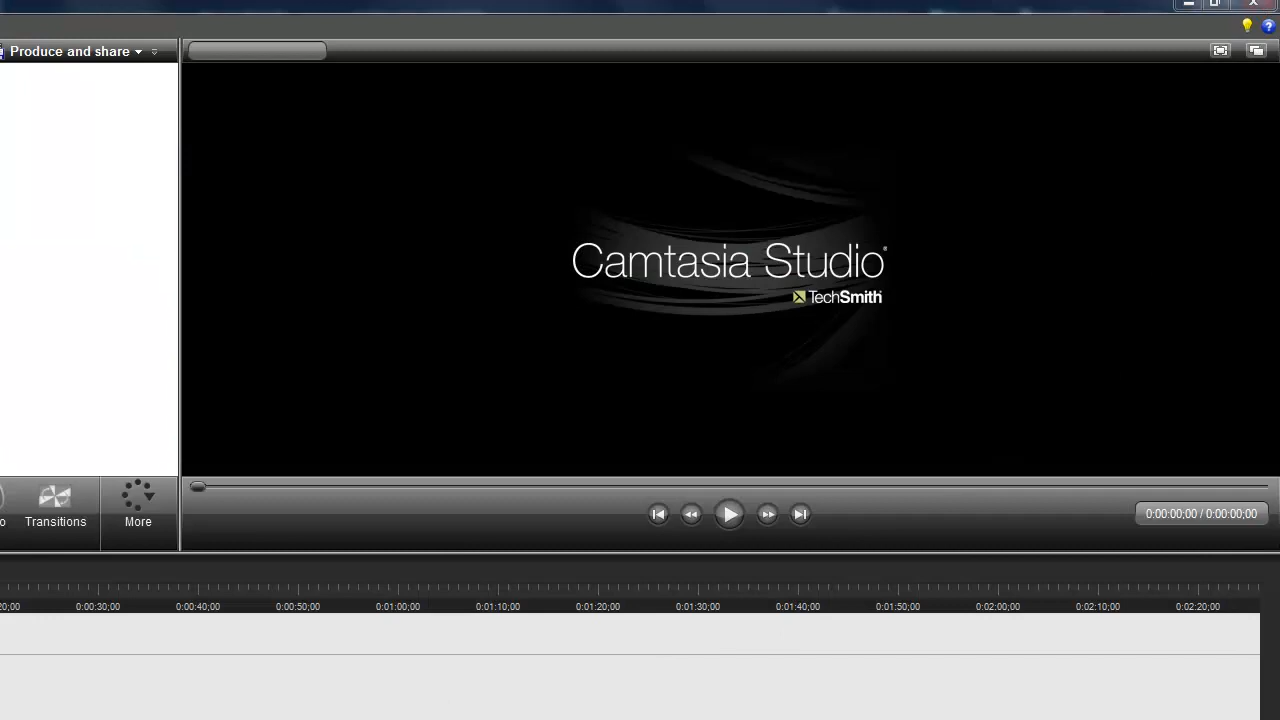 Produce and share
Camtasia Studio®
TechSmith
Transitions
More
0:00:00;00 / 0:00:00;00
0:00:30;00 0:00:40;00 0:00:50;00 0:01:00;00 0:01:10;00 0:01:20;00 0:01:30;00 0:01:40;00 0:01:50;00 0:02:00;00 0:02:10;00 0:02:20;00